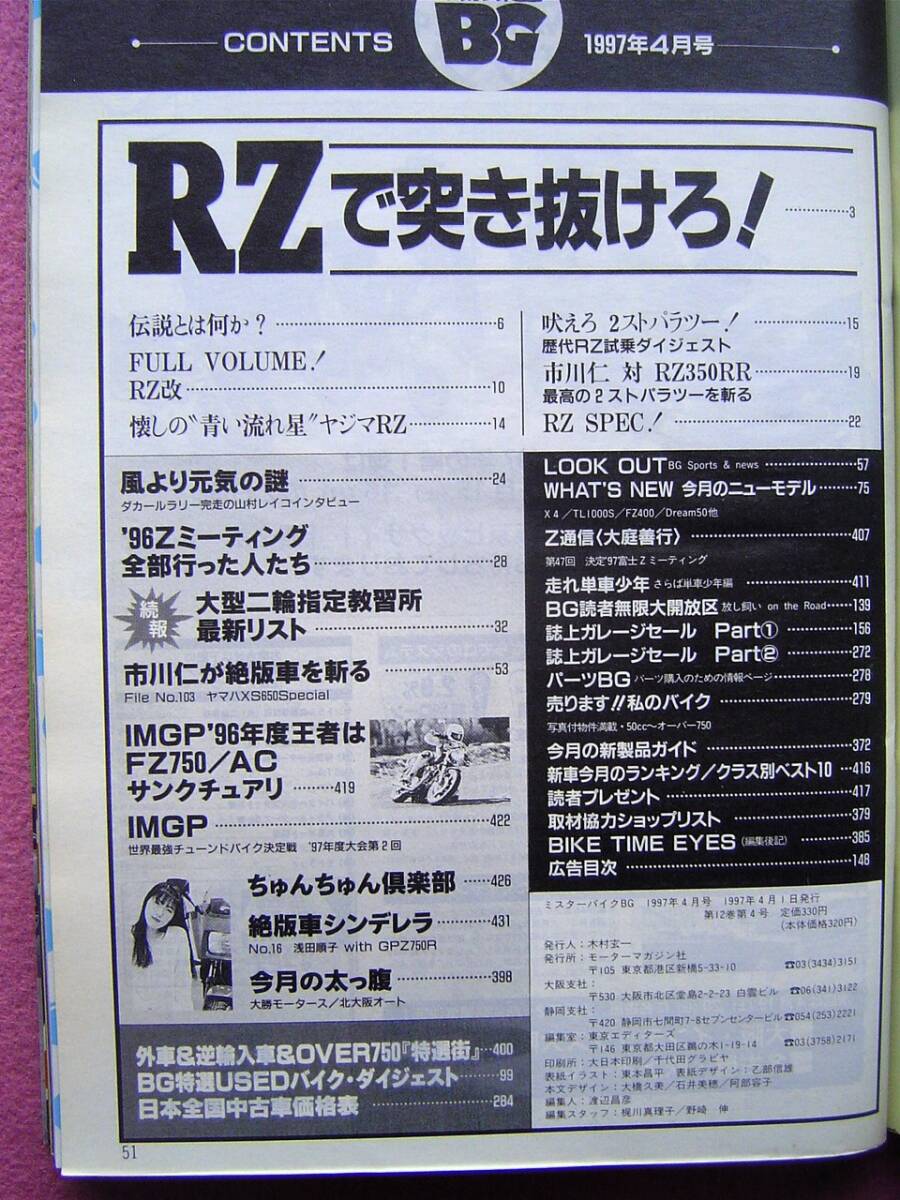 CONTENTS
BG
1997年4月号
RZで突き抜けろ! 3
伝説とは何か? 6
FULL VOLUME!
RZ改 10
懐しの"青い流れ星"ヤジマRZ 14
吠えろ 2ストパラツー! 15
歴代RZ試乗ダイジェスト
市川仁 対 RZ350RR 19
最高の2ストパラツーを斬る
RZ SPEC! 22
風より元気の謎 24
ダカールラリー完走の山村レイコインタビュー
'96Zミーティング
全部行った人たち 28
続報
大型二輪指定教習所
最新リスト 32
市川仁が絶版車を斬る 53
File No.103 ヤマハXS650Special
IMGP'96年度王者は
FZ750/AC
サンクチュアリ 419
IMGP 422
世界最強チューンドバイク決定戦 '97年度大会第2回
ちゅんちゅん倶楽部 426
絶版車シンデレラ 431
No.16 浅田順子 with GPZ750R
今月の太っ腹 398
大勝モータース/北大阪オート
外車&逆輸入車&OVER750『特選街』 400
BG特選USEDバイク・ダイジェスト 99
日本全国中古車価格表 284
LOOK OUT BG Sports & news 57
WHAT'S NEW 今月のニューモデル 75
X4/TL1000S/FZ400/Dream50他
Z通信〈大庭善行〉 407
第47回 決定'97富士Zミーティング
走れ単車少年 さらば単車少年編 411
BG読者無限大開放区 放し飼い on the Road 139
誌上ガレージセール Part① 156
誌上ガレージセール Part② 272
パーツBG パーツ購入のための情報ページ 278
売ります!!私のバイク 279
写真付物件満載・50cc〜オーバー750
今月の新製品ガイド 372
新車今月のランキング/クラス別ベスト10 416
読者プレゼント 417
取材協力ショップリスト 379
BIKE TIME EYES (編集後記) 385
広告目次 148
ミスターバイクBG 1997年4月号 1997年4月1日発行
第12巻第4号 定価330円
(本体価格320円)
発行人:木村玄一
発行所:モーターマガジン社
〒105 東京都港区新橋5-33-10 ☎03(3434)3151
大阪支社:
〒530 大阪市北区堂島2-2-23 白雲ビル ☎06(341)3122
静岡支社:
〒420 静岡市七間町7-8セブンセンタービル ☎054(253)2221
編集室:東京エディターズ
〒146 東京都大田区鵜の木1-19-14 ☎03(3758)2171
印刷所:大日本印刷/千代田グラビヤ
表紙イラスト:東本昌平 表紙デザイン:乙部信雄
本文デザイン:大橋久美/石井美穂/阿部容子
編集人:渡辺昌彦
編集スタッフ:梶川真理子/野崎 伸
51